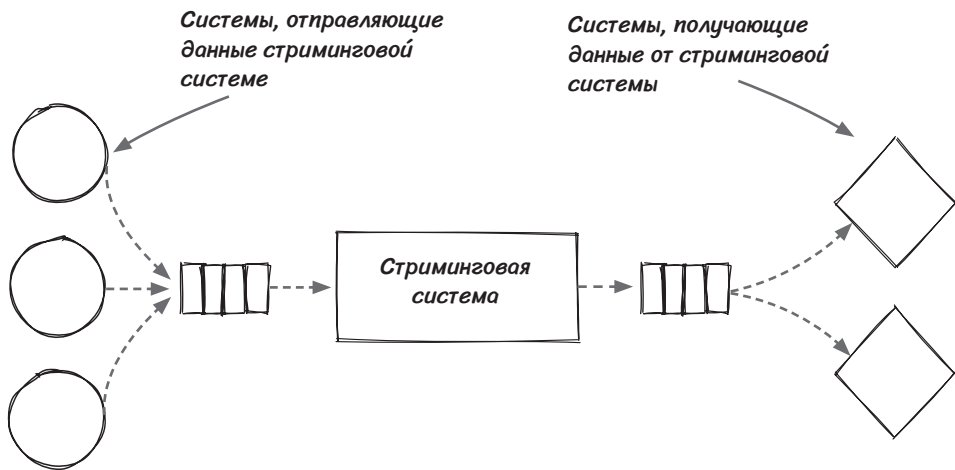 Системы, отправляющие
данные стриминговой
системе
Системы, получающие
данные от стриминговой
системы
Стриминговая
система